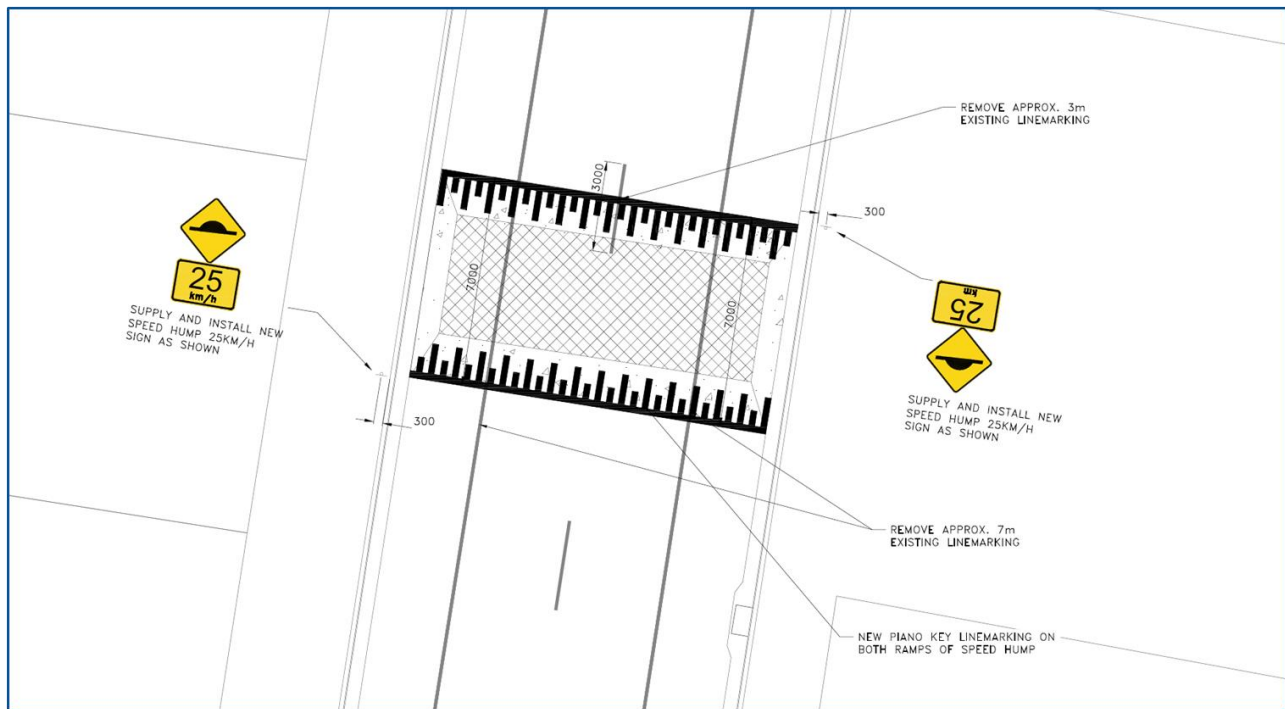 REMOVE APPROX. 3m
EXISTING LINEMARKING
3000
300
25
km/h
SUPPLY AND INSTALL NEW
SPEED HUMP 25KM/H
SIGN AS SHOWN
7000
7000
25
km
SUPPLY AND INSTALL NEW
SPEED HUMP 25KM/H
SIGN AS SHOWN
300
REMOVE APPROX. 7m
EXISTING LINEMARKING
NEW PIANO KEY LINEMARKING ON
BOTH RAMPS OF SPEED HUMP